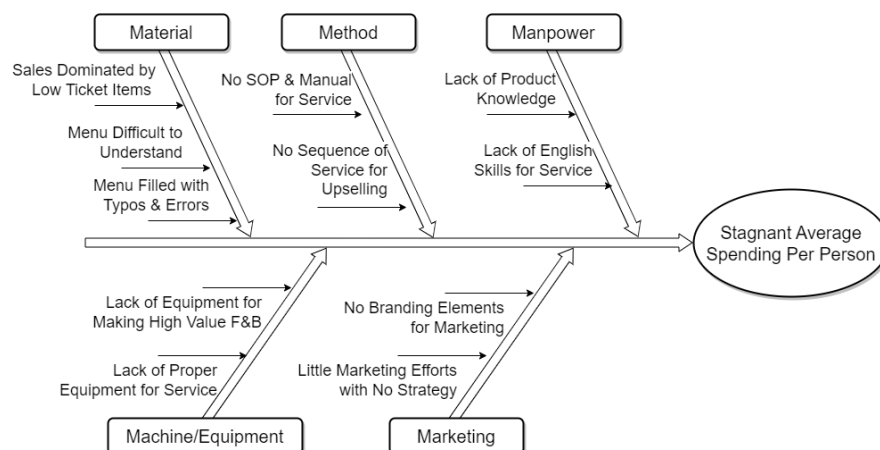 Material
Method
Manpower
Sales Dominated by
Low Ticket Items
Menu Difficult to
Understand
Menu Filled with
Typos & Errors
No SOP & Manual
for Service
No Sequence of
Service for
Upselling
Lack of Product
Knowledge
Lack of English
Skills for Service
Stagnant Average
Spending Per Person
Lack of Equipment for
Making High Value F&B
Lack of Proper
Equipment for Service
No Branding Elements
for Marketing
Little Marketing Efforts
with No Strategy
Machine/Equipment
Marketing